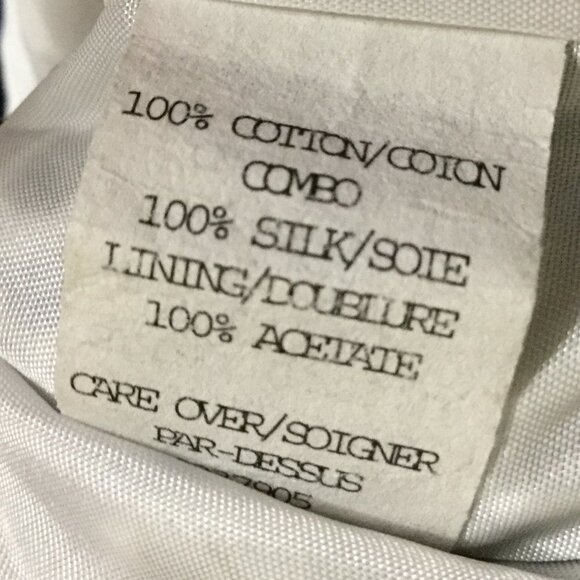 100% COTTON/COTON
COMBO
100% SILK/SOIE
LINING/DOUBLURE
100% ACETATE
CARE OVER/SOIGNER
PAR-DESSUS